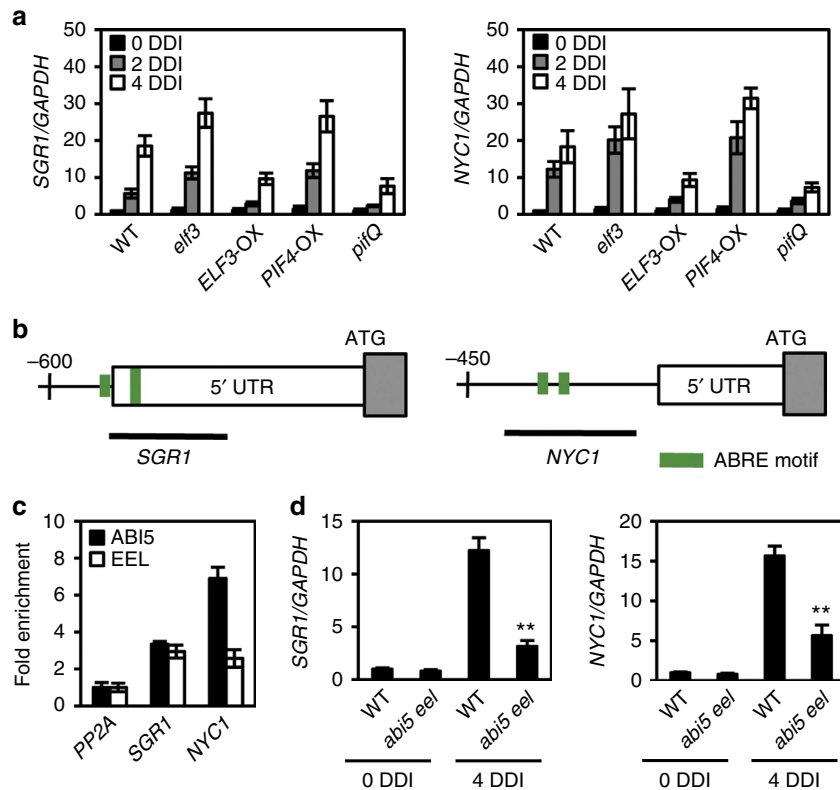 a
50
40
30
20
10
0
SGR1/GAPDH
0 DDI
2 DDI
4 DDI
WT
elf3
ELF3-OX
PIF4-OX
pifQ
50
40
30
20
10
0
NYC1/GAPDH
0 DDI
2 DDI
4 DDI
WT
elf3
ELF3-OX
PIF4-OX
pifQ
b
–600
ATG
5′ UTR
SGR1
–450
ATG
5′ UTR
NYC1
ABRE motif
c
10
8
6
4
2
0
Fold enrichment
ABI5
EEL
PP2A
SGR1
NYC1
d
15
10
5
0
SGR1/GAPDH
**
WT
abi5 eel
WT
abi5 eel
0 DDI
4 DDI
20
15
10
5
0
NYC1/GAPDH
**
WT
abi5 eel
WT
abi5 eel
0 DDI
4 DDI